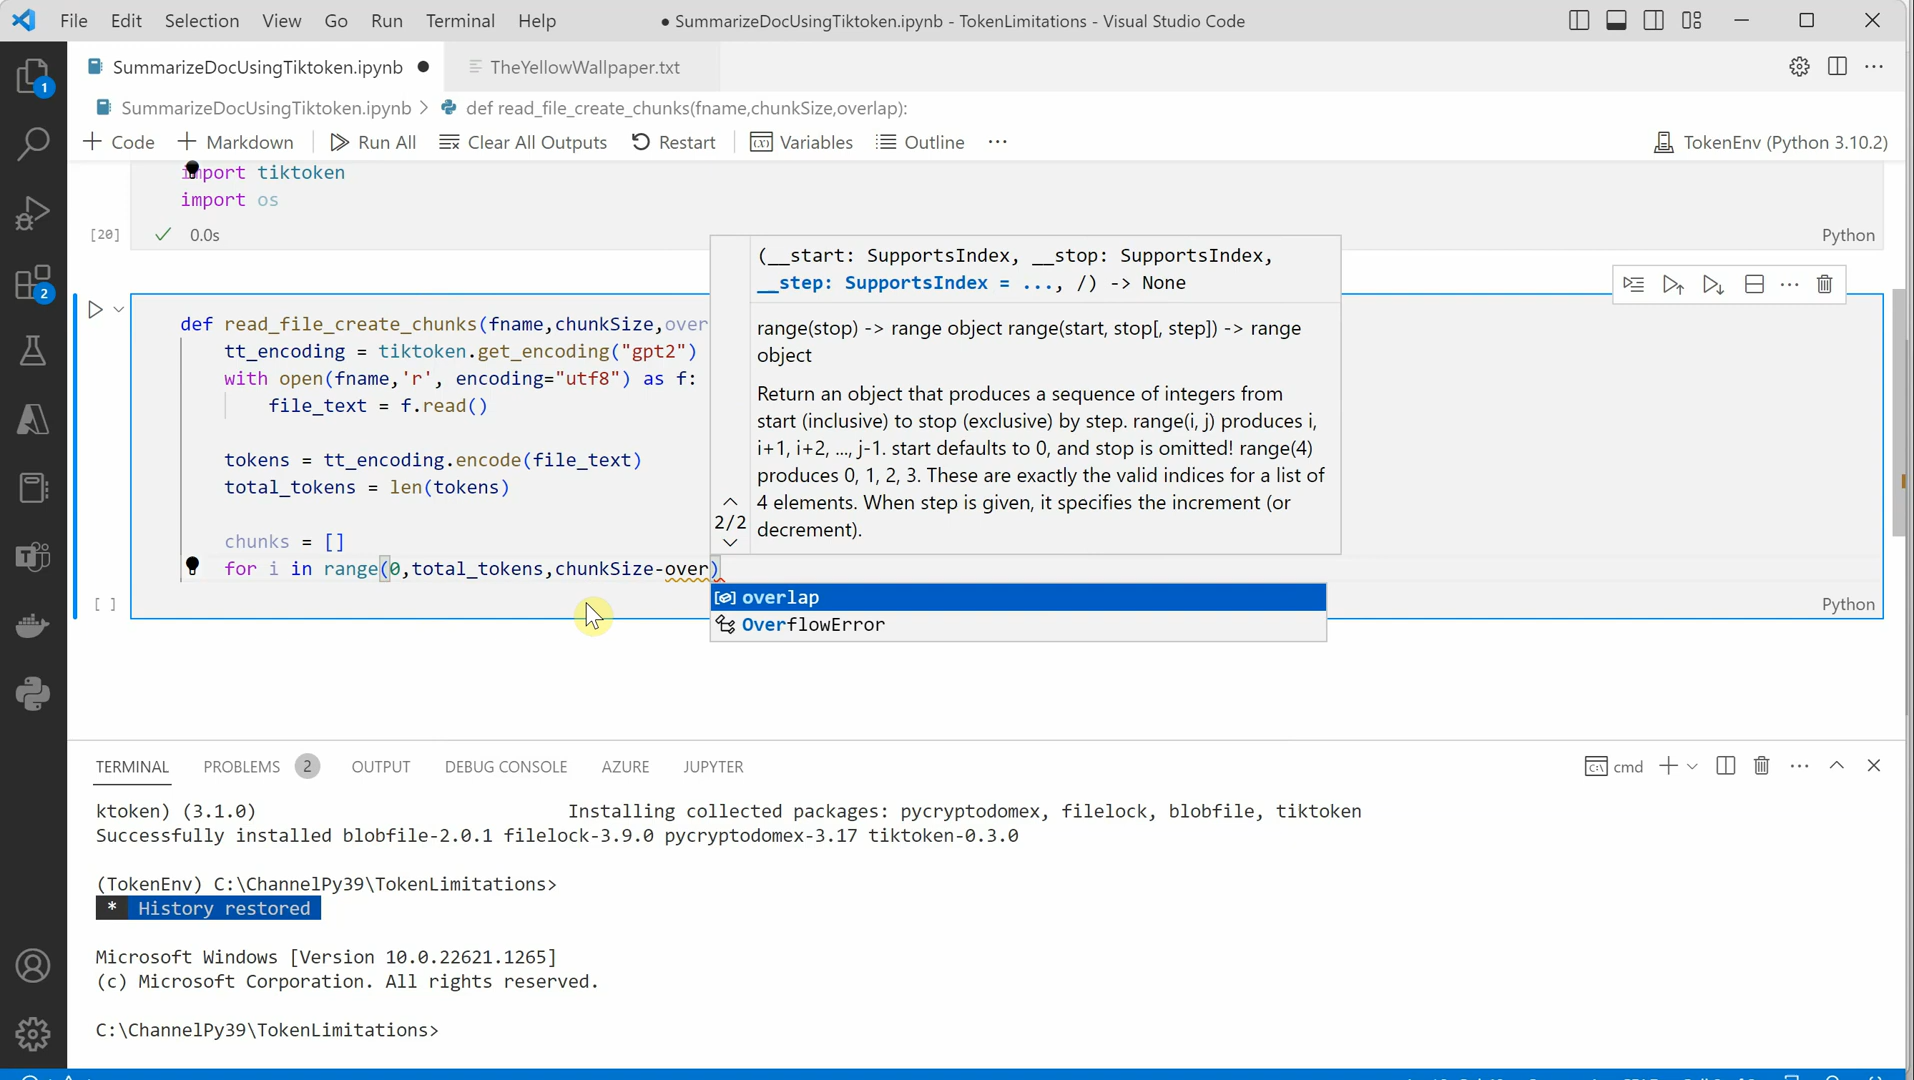 File Edit Selection View Go Run Terminal Help
● SummarizeDocUsingTiktoken.ipynb - TokenLimitations - Visual Studio Code
SummarizeDocUsingTiktoken.ipynb ●
TheYellowWallpaper.txt
SummarizeDocUsingTiktoken.ipynb > def read_file_create_chunks(fname,chunkSize,overlap):
+ Code + Markdown Run All Clear All Outputs Restart Variables Outline ...
TokenEnv (Python 3.10.2)
1
2
import tiktoken
import os
[20] 0.0s
Python
def read_file_create_chunks(fname,chunkSize,over
tt_encoding = tiktoken.get_encoding("gpt2")
with open(fname,'r', encoding="utf8") as f:
file_text = f.read()
tokens = tt_encoding.encode(file_text)
total_tokens = len(tokens)
chunks = []
for i in range(0,total_tokens,chunkSize-over)
[ ]
Python
(__start: SupportsIndex, __stop: SupportsIndex,
__step: SupportsIndex = ..., /) -> None
range(stop) -> range object range(start, stop[, step]) -> range
object
Return an object that produces a sequence of integers from
start (inclusive) to stop (exclusive) by step. range(i, j) produces i,
i+1, i+2, ..., j-1. start defaults to 0, and stop is omitted! range(4)
produces 0, 1, 2, 3. These are exactly the valid indices for a list of
4 elements. When step is given, it specifies the increment (or
decrement).
2/2
overlap
OverflowError
TERMINAL PROBLEMS 2 OUTPUT DEBUG CONSOLE AZURE JUPYTER
cmd
ktoken) (3.1.0) Installing collected packages: pycryptodomex, filelock, blobfile, tiktoken
Successfully installed blobfile-2.0.1 filelock-3.9.0 pycryptodomex-3.17 tiktoken-0.3.0
(TokenEnv) C:\ChannelPy39\TokenLimitations>
* History restored
Microsoft Windows [Version 10.0.22621.1265]
(c) Microsoft Corporation. All rights reserved.
C:\ChannelPy39\TokenLimitations>